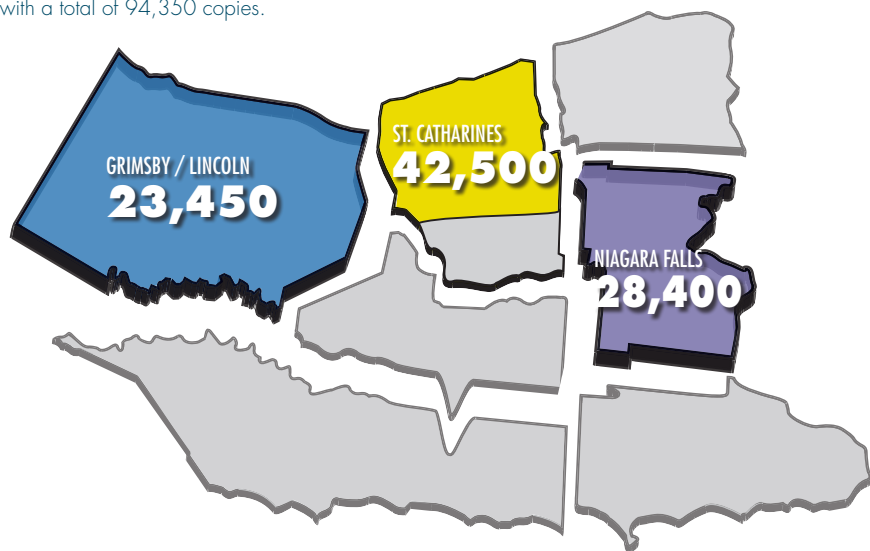 with a total of 94,350 copies.
GRIMSBY / LINCOLN
23,450
ST. CATHARINES
42,500
NIAGARA FALLS
28,400